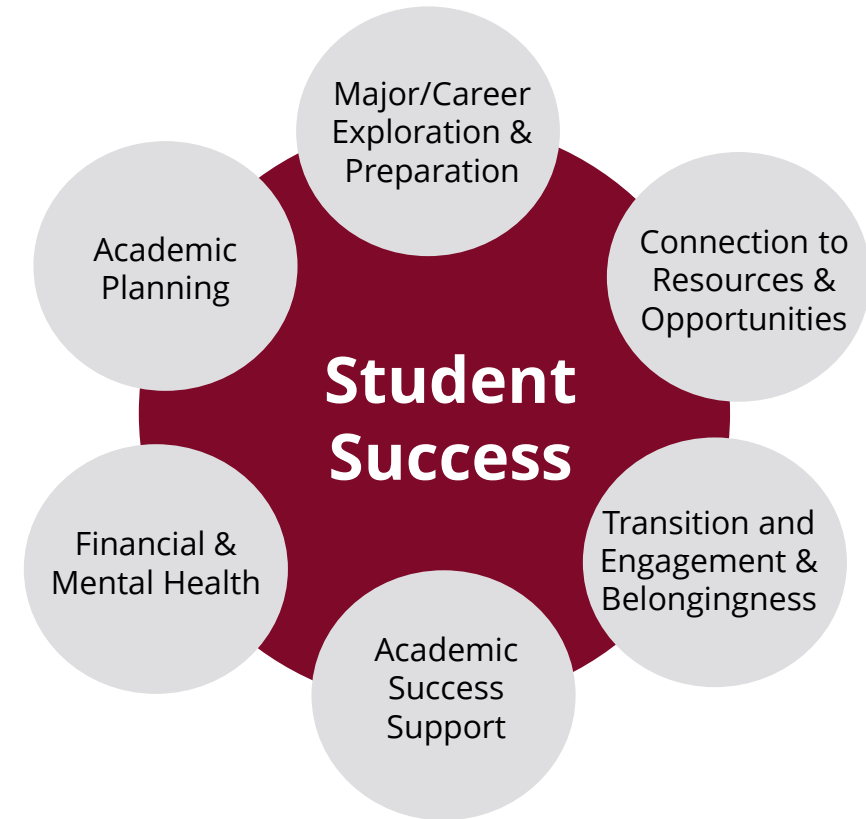 Major/Career
Exploration &
Preparation
Connection to
Resources &
Opportunities
Transition and
Engagement &
Belongingness
Academic
Success
Support
Financial &
Mental Health
Academic
Planning
Student
Success